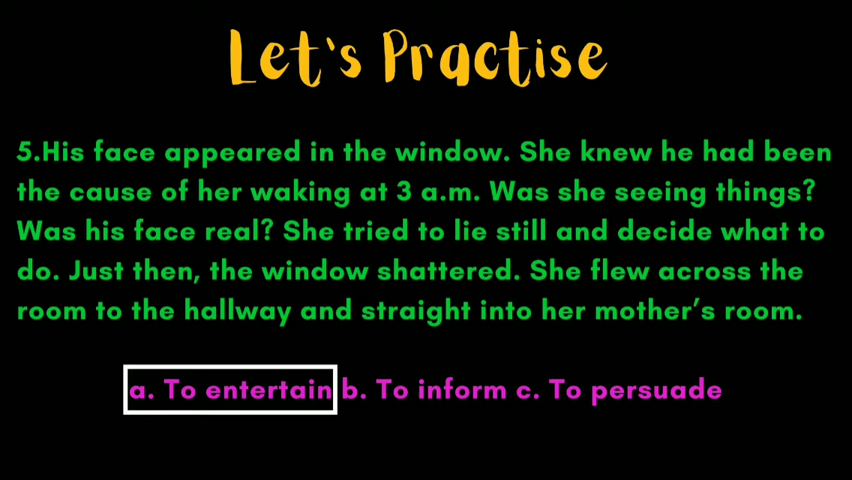 Let's Practise
5.His face appeared in the window. She knew he had been
the cause of her waking at 3 a.m. Was she seeing things?
Was his face real? She tried to lie still and decide what to
do. Just then, the window shattered. She flew across the
room to the hallway and straight into her mother's room.
a. To entertain b. To inform c. To persuade